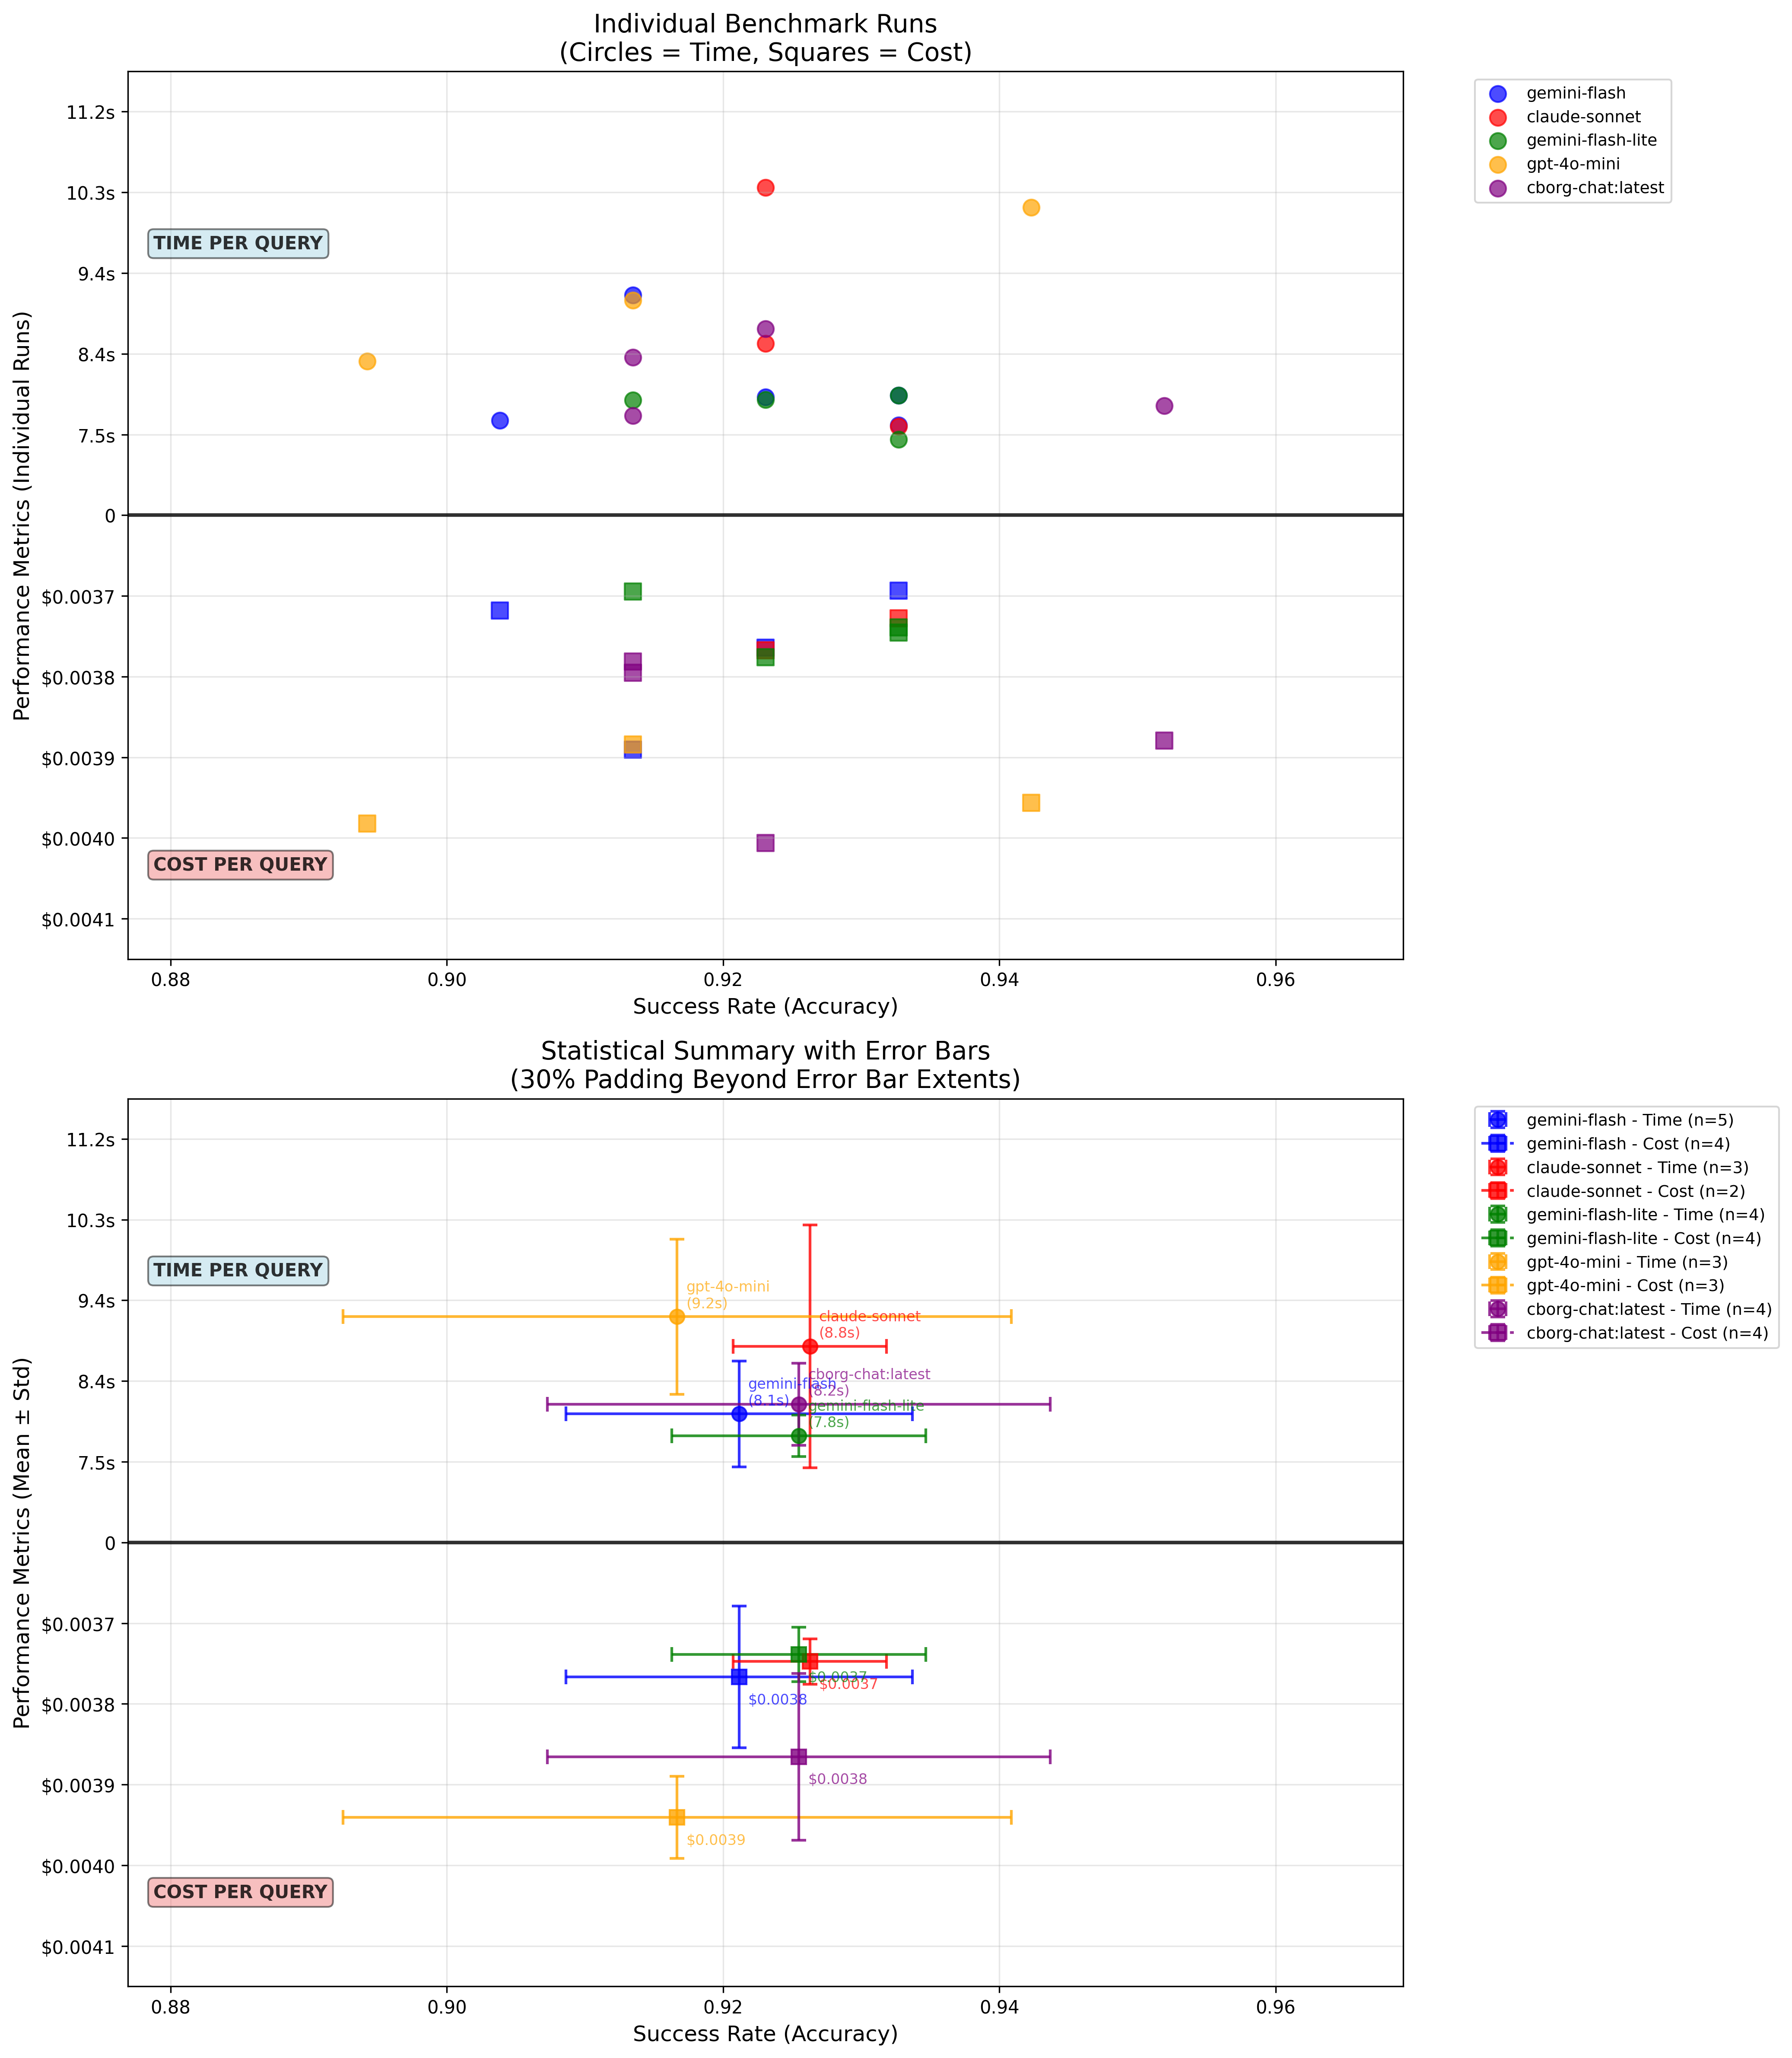 Individual Benchmark Runs
(Circles = Time, Squares = Cost)
Performance Metrics (Individual Runs)
11.2s
10.3s
9.4s
8.4s
7.5s
0
$0.0037
$0.0038
$0.0039
$0.0040
$0.0041
TIME PER QUERY
COST PER QUERY
0.88
0.90
0.92
0.94
0.96
Success Rate (Accuracy)
gemini-flash
claude-sonnet
gemini-flash-lite
gpt-4o-mini
cborg-chat:latest
Statistical Summary with Error Bars
(30% Padding Beyond Error Bar Extents)
Performance Metrics (Mean ± Std)
11.2s
10.3s
9.4s
8.4s
7.5s
0
$0.0037
$0.0038
$0.0039
$0.0040
$0.0041
TIME PER QUERY
gpt-4o-mini
(9.2s)
claude-sonnet
(8.8s)
cborg-chat:latest
(8.2s)
gemini-flash
(8.1s)
gemini-flash-lite
(7.8s)
$0.0037
$0.0037
$0.0038
$0.0038
$0.0039
COST PER QUERY
0.88
0.90
0.92
0.94
0.96
Success Rate (Accuracy)
gemini-flash - Time (n=5)
gemini-flash - Cost (n=4)
claude-sonnet - Time (n=3)
claude-sonnet - Cost (n=2)
gemini-flash-lite - Time (n=4)
gemini-flash-lite - Cost (n=4)
gpt-4o-mini - Time (n=3)
gpt-4o-mini - Cost (n=3)
cborg-chat:latest - Time (n=4)
cborg-chat:latest - Cost (n=4)